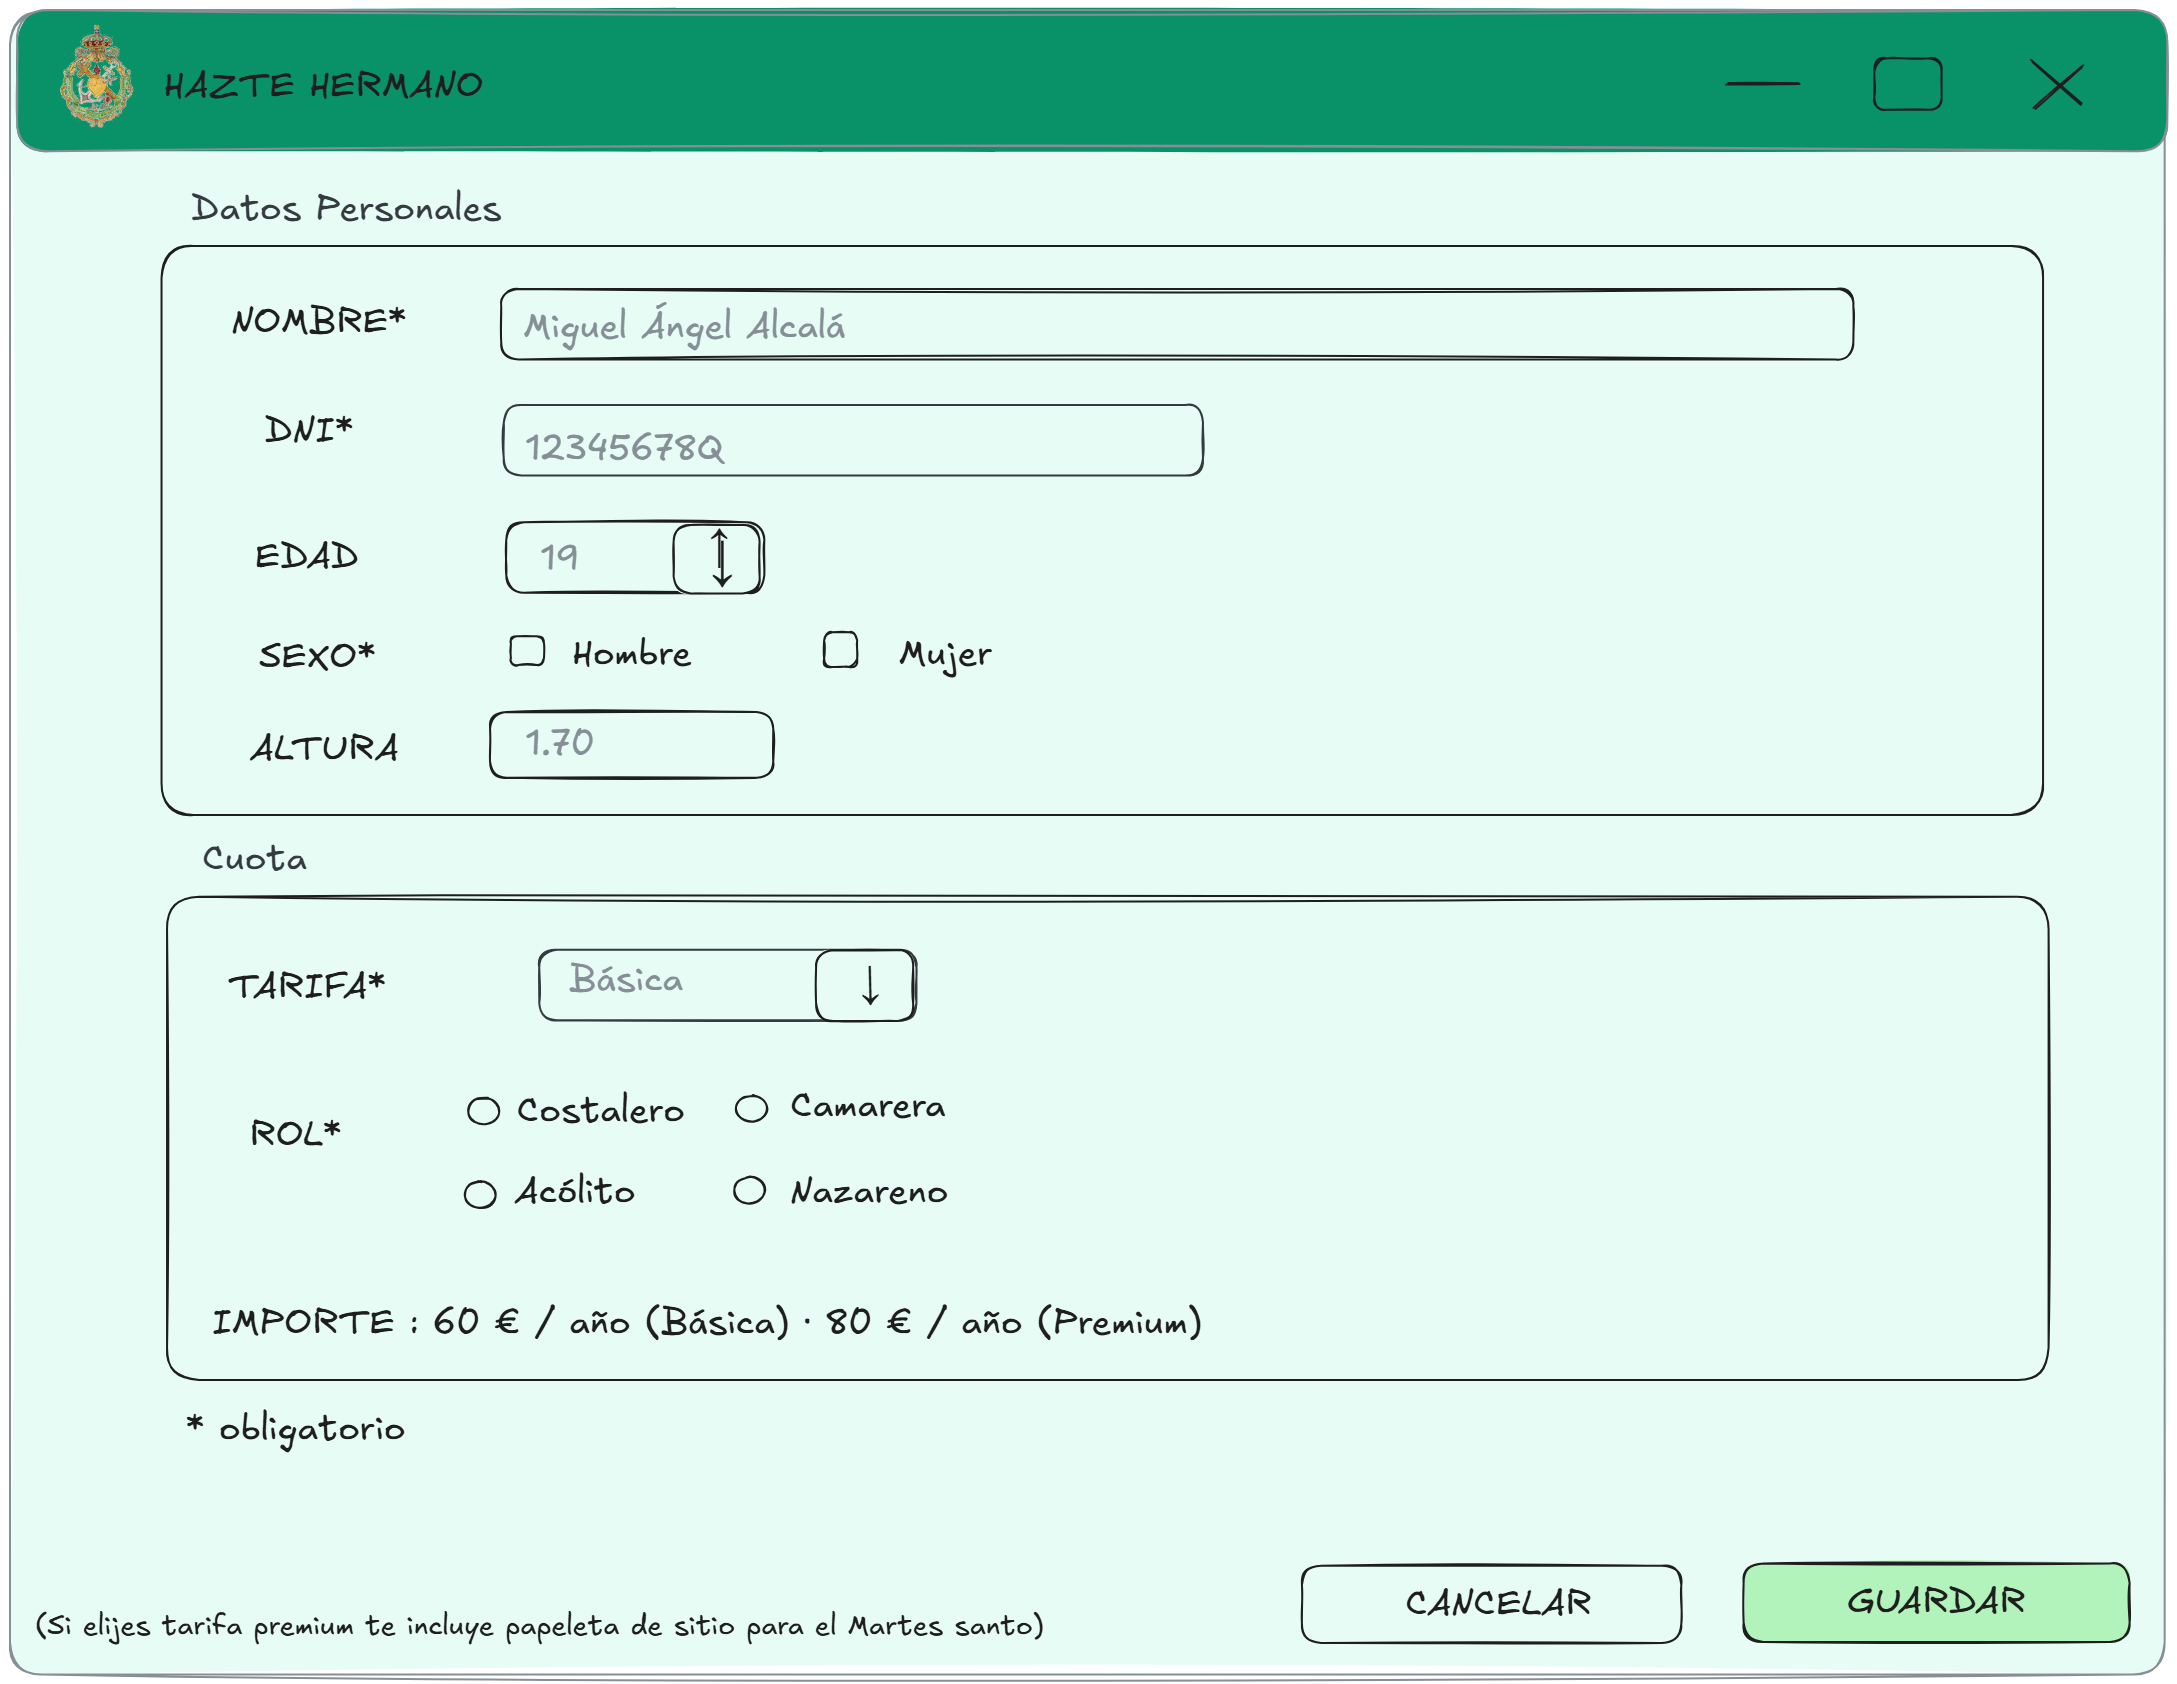 HAZTE HERMANO
Datos Personales
NOMBRE* Miguel Ángel Alcalá
DNI* 12345678Q
EDAD 19
SEXO* Hombre Mujer
ALTURA 1.70
Cuota
TARIFA* Básica
ROL* Costalero Camarera
Acólito Nazareno
IMPORTE : 60 € / año (Básica) · 80 € / año (Premium)
* obligatorio
CANCELAR GUARDAR
(Si elijes tarifa premium te incluye papeleta de sitio para el Martes santo)